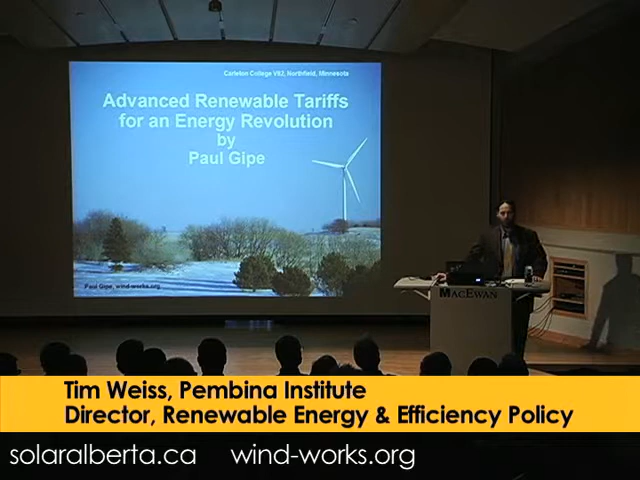 Carleton College V82, Northfield, Minnesota
Advanced Renewable Tariffs
for an Energy Revolution
by
Paul Gipe
Paul Gipe, wind-works.org
MACEWAN
Tim Weiss, Pembina Institute
Director, Renewable Energy & Efficiency Policy
solaralberta.ca wind-works.org